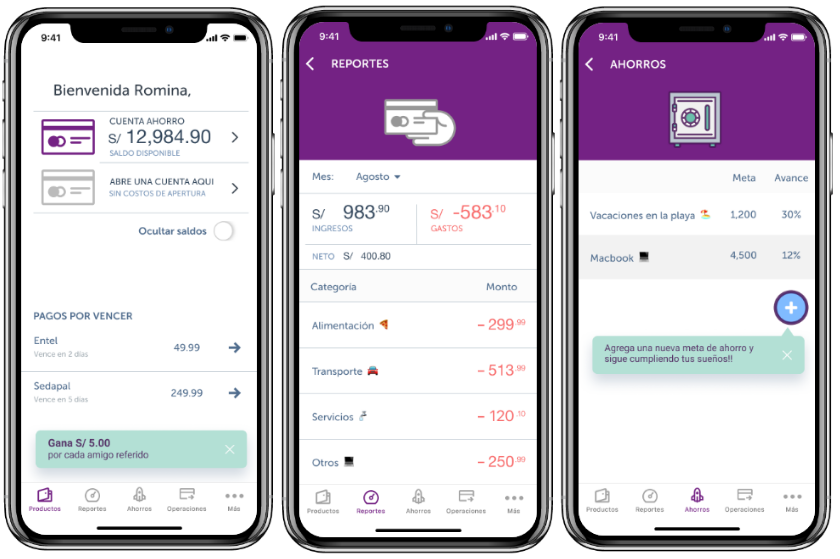 9:41
Bienvenida Romina,
CUENTA AHORRO
S/ 12,984.90
SALDO DISPONIBLE
ABRE UNA CUENTA AQUI
SIN COSTOS DE APERTURA
Ocultar saldos
PAGOS POR VENCER
Entel
Vence en 2 días
49.99
Sedapal
Vence en 5 días
249.99
Gana S/ 5.00
por cada amigo referido
Productos Reportes Ahorros Operaciones Más
9:41
REPORTES
Mes: Agosto
S/ 983.90 S/ -583.10
INGRESOS GASTOS
NETO S/ 400.80
Categoría Monto
Alimentación - 299.99
Transporte - 513.99
Servicios - 120.10
Otros - 250.99
Productos Reportes Ahorros Operaciones Más
9:41
AHORROS
Meta Avance
Vacaciones en la playa 1,200 30%
Macbook 4,500 12%
+
Agrega una nueva meta de ahorro y
sigue cumpliendo tus sueños!!
Productos Reportes Ahorros Operaciones Más